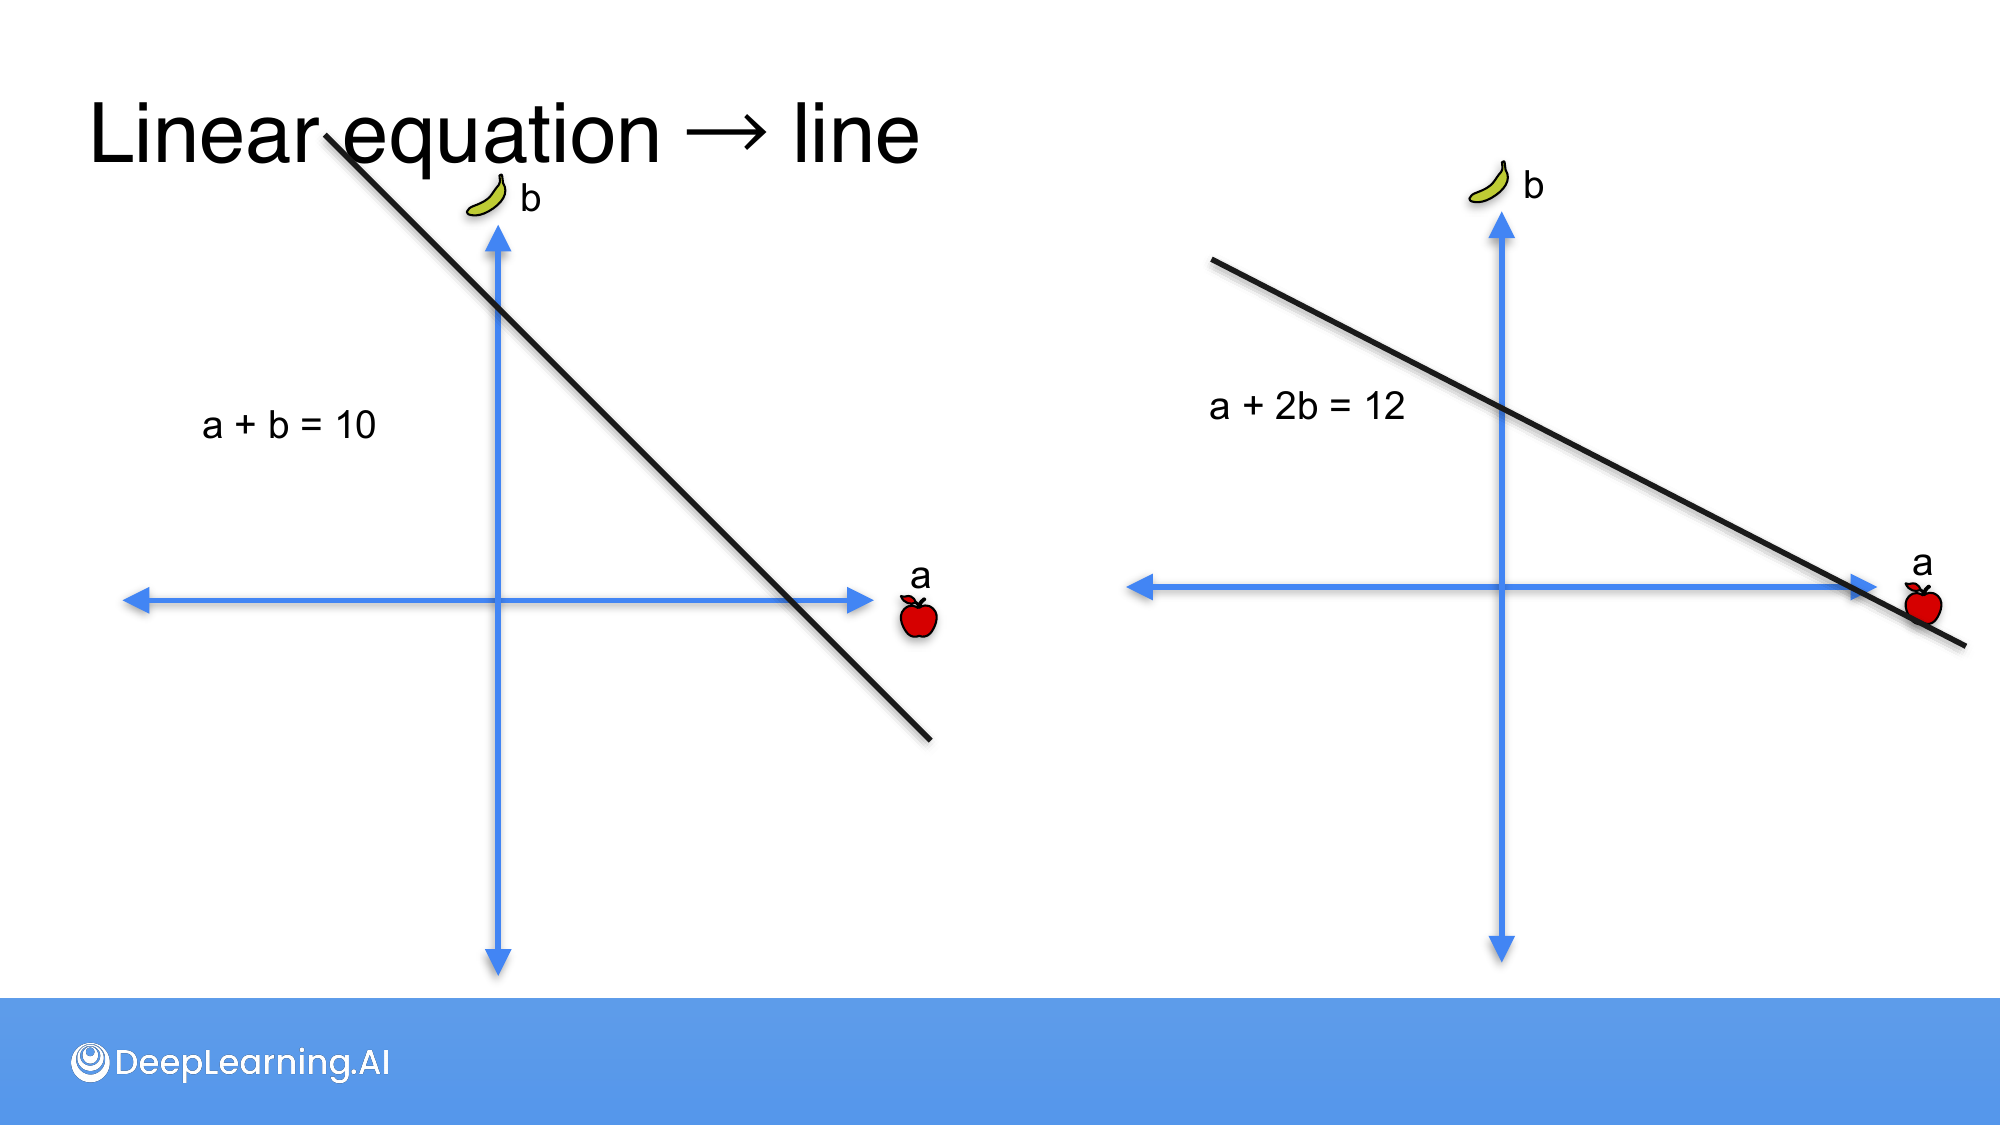 Linear equation → line
b
a + b = 10
a
b
a + 2b = 12
a
DeepLearning.AI